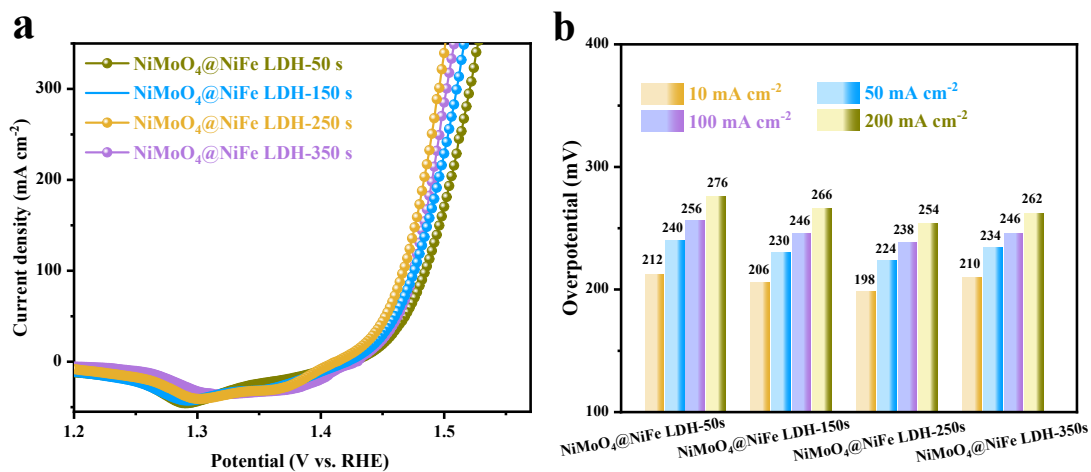 a
Current density (mA cm⁻²)
300
200
100
0
NiMoO₄@NiFe LDH-50 s
NiMoO₄@NiFe LDH-150 s
NiMoO₄@NiFe LDH-250 s
NiMoO₄@NiFe LDH-350 s
1.2 1.3 1.4 1.5
Potential (V vs. RHE)
b
Overpotential (mV)
400
300
200
100
10 mA cm⁻² 50 mA cm⁻²
100 mA cm⁻² 200 mA cm⁻²
212 240 256 276
206 230 246 266
198 224 238 254
210 234 246 262
NiMoO₄@NiFe LDH-50s
NiMoO₄@NiFe LDH-150s
NiMoO₄@NiFe LDH-250s
NiMoO₄@NiFe LDH-350s